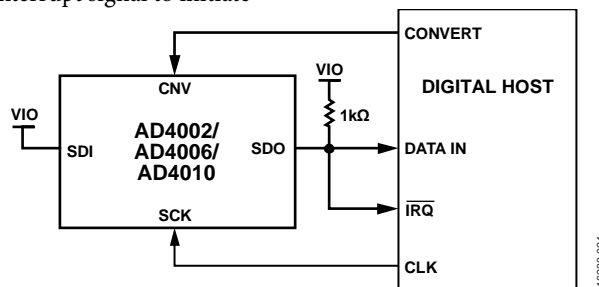 nterrupt signal to initiate
CONVERT
VIO
DIGITAL HOST
CNV
VIO
1kΩ
AD4002/
AD4006/
AD4010
SDI
SDO
DATA IN
SCK
IRQ
CLK